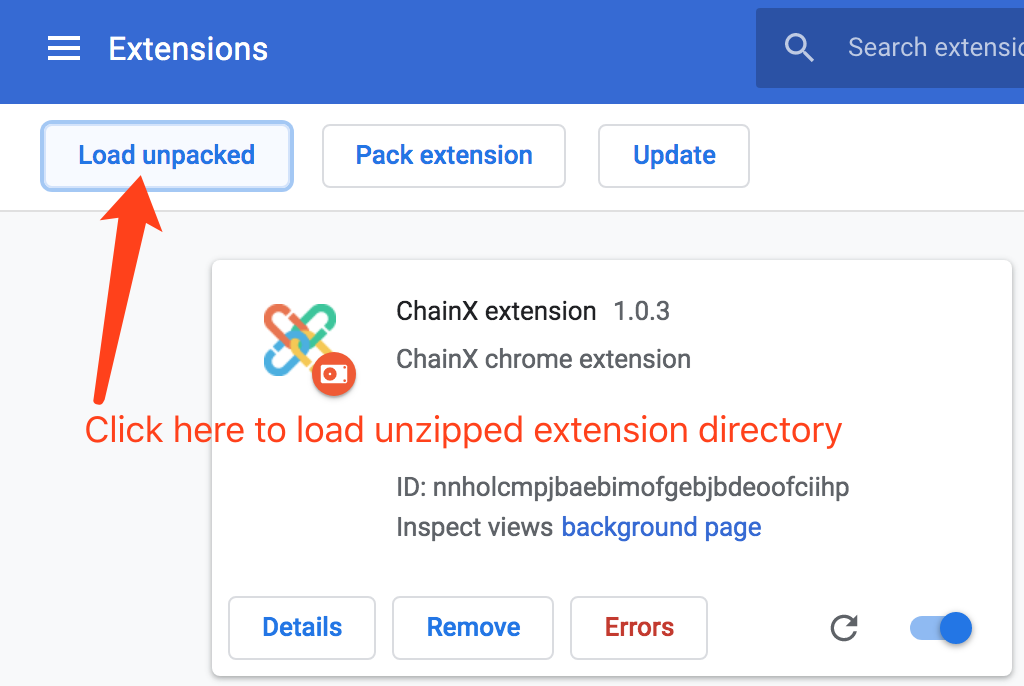 Extensions
Search extensio
Load unpacked
Pack extension
Update
ChainX extension 1.0.3
ChainX chrome extension
Click here to load unzipped extension directory
ID: nnholcmpjbaebimofgebjbdeoofciihp
Inspect views background page
Details
Remove
Errors